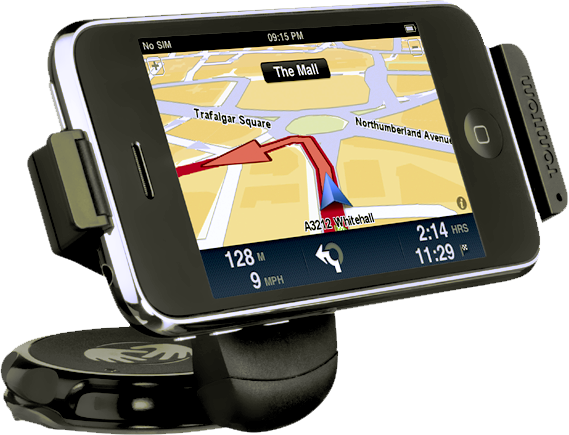 No SIM 09:15 PM
The Mall
Trafalgar Square
Northumberland Avenue
A3212 Whitehall
128 M
9 MPH
2:14 HRS
11:29
tomtom